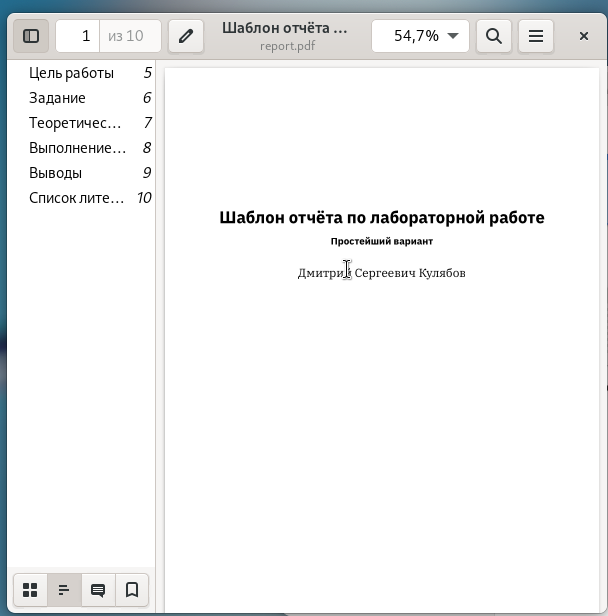 Шаблон отчёта ...
report.pdf
1 из 10
54,7%
Цель работы 5
Задание 6
Теоретичес... 7
Выполнение... 8
Выводы 9
Список лите... 10
Шаблон отчёта по лабораторной работе
Простейший вариант
Дмитрий Сергеевич Кулябов